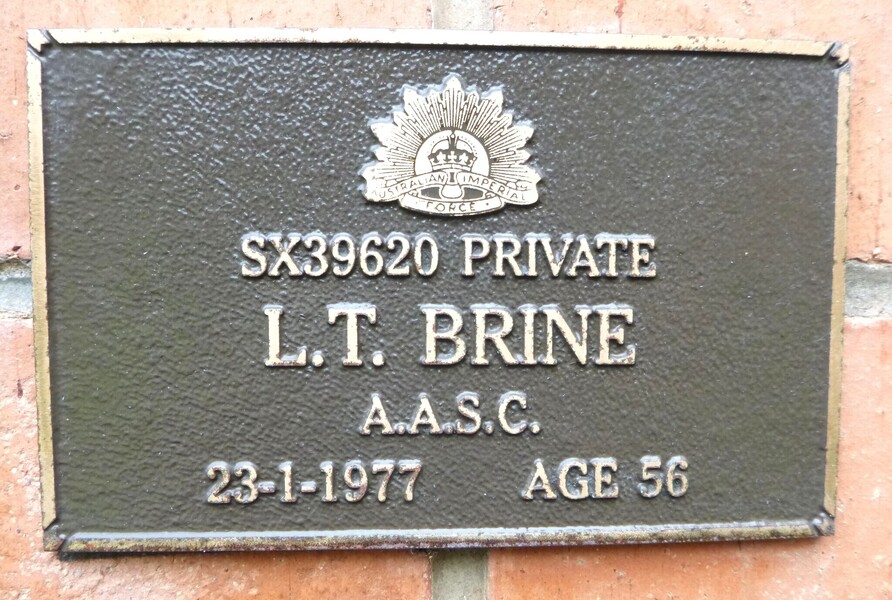 AUSTRALIAN IMPERIAL
FORCE
SX39620 PRIVATE
L.T. BRINE
A.A.S.C.
23-1-1977 AGE 56